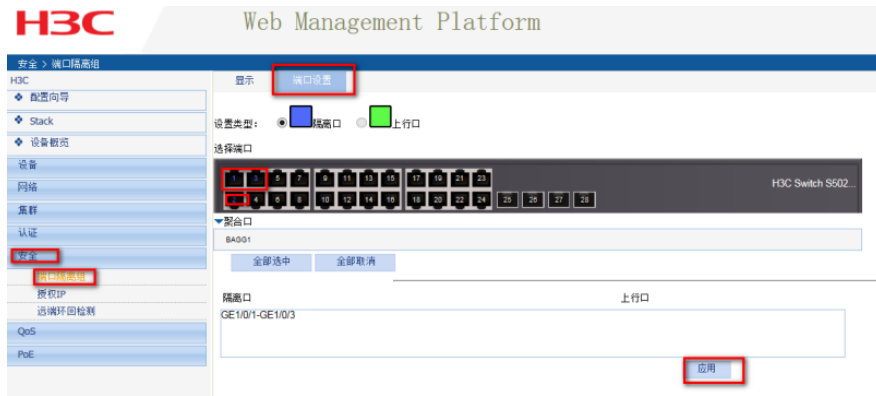 H3C
Web Management Platform
安全 > 端口隔离组
H3C
配置向导
Stack
设备概览
设备
网络
集群
认证
安全
端口隔离组
授权IP
远端环回检测
QoS
PoE
显示
端口设置
设置类型: 隔离口 上行口
选择端口
1 3 5 7 9 11 13 15 17 19 21 23
2 4 6 8 10 12 14 16 18 20 22 24 25 26 27 28
H3C Switch S502...
聚合口
BAGG1
全部选中 全部取消
隔离口 上行口
GE1/0/1-GE1/0/3
应用